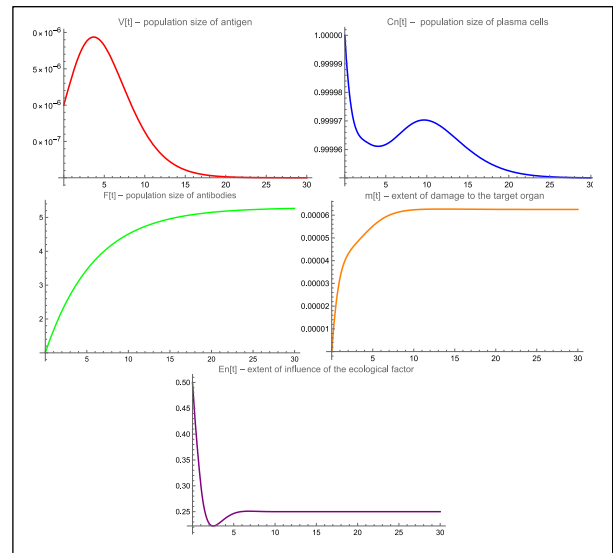 V[t] – population size of antigen
0×10⁻⁶
5×10⁻⁶
0×10⁻⁶
0×10⁻⁷
5 10 15 20 25 30
Cn[t] – population size of plasma cells
1.00000
0.99999
0.99998
0.99997
0.99996
5 10 15 20 25 30
F[t] – population size of antibodies
5
4
3
2
1
5 10 15 20 25 30
m[t] – extent of damage to the target organ
0.00006
0.00005
0.00004
0.00003
0.00002
0.00001
5 10 15 20 25 30
En[t] – extent of influence of the ecological factor
0.50
0.45
0.40
0.35
0.30
0.25
5 10 15 20 25 30